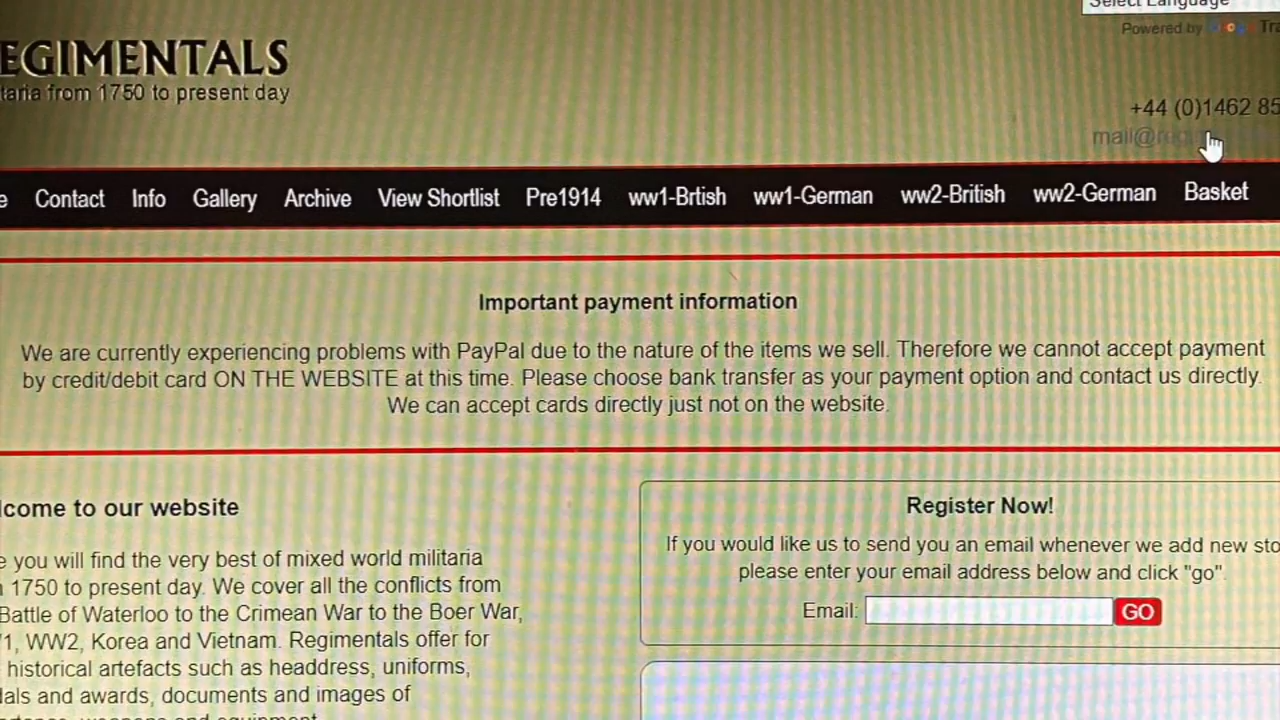 Select Language
Powered by
EGIMENTALS
taria from 1750 to present day
+44 (0)1462 85
mail@reg
e Contact Info Gallery Archive View Shortlist Pre1914 ww1-Brtish ww1-German ww2-British ww2-German Basket
Important payment information
We are currently experiencing problems with PayPal due to the nature of the items we sell. Therefore we cannot accept payment
by credit/debit card ON THE WEBSITE at this time. Please choose bank transfer as your payment option and contact us directly.
We can accept cards directly just not on the website.
lcome to our website
e you will find the very best of mixed world militaria
1750 to present day. We cover all the conflicts from
Battle of Waterloo to the Crimean War to the Boer War,
1, WW2, Korea and Vietnam. Regimentals offer for
historical artefacts such as headdress, uniforms,
dals and awards, documents and images of
weapons and equipment
Register Now!
If you would like us to send you an email whenever we add new sto
please enter your email address below and click "go".
Email: GO